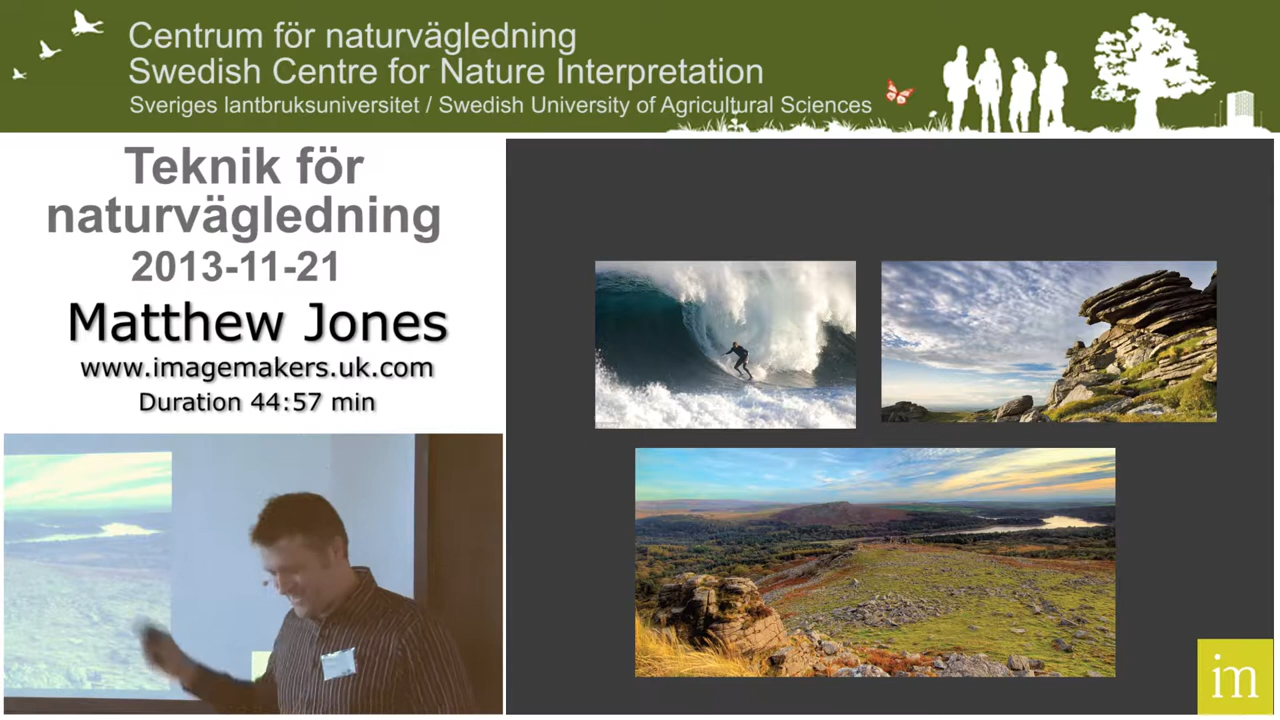 Centrum för naturvägledning
Swedish Centre for Nature Interpretation
Sveriges lantbruksuniversitet / Swedish University of Agricultural Sciences
Teknik för
naturvägledning
2013-11-21
Matthew Jones
www.imagemakers.uk.com
Duration 44:57 min
im